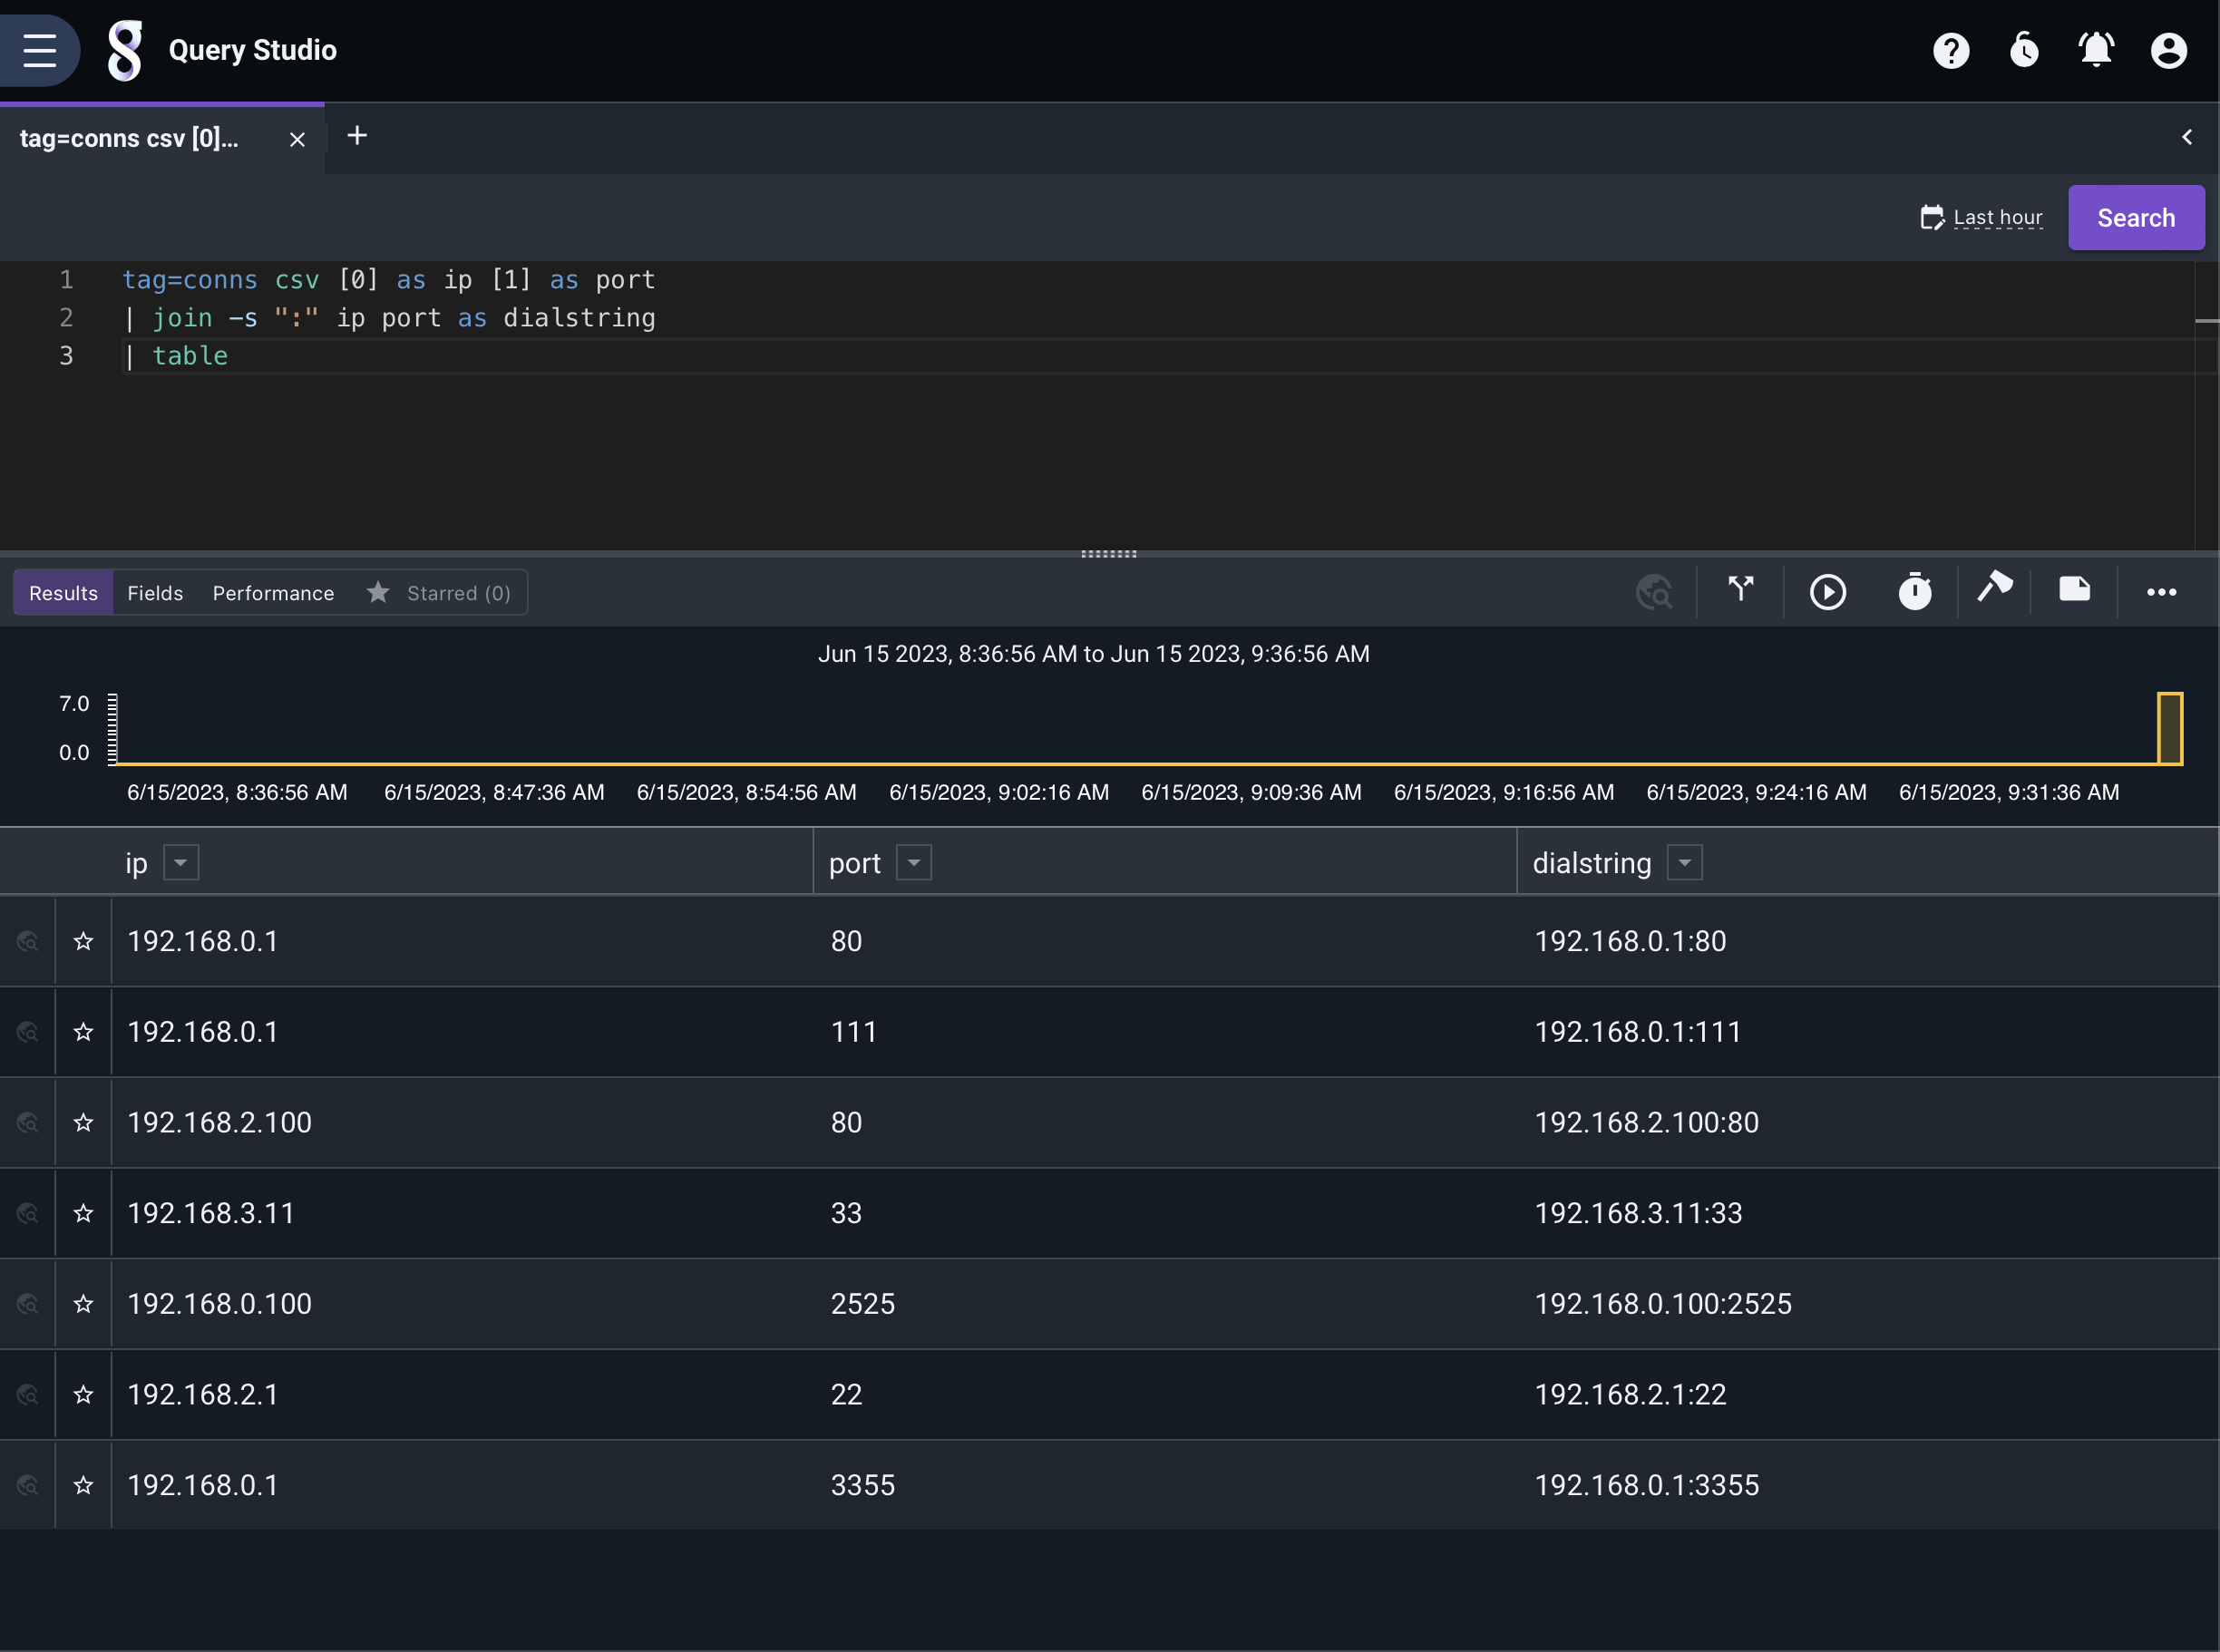 Query Studio
tag=conns csv [0]...
Last hour
Search
1 tag=conns csv [0] as ip [1] as port
2 | join -s ":" ip port as dialstring
3 | table
Results Fields Performance Starred (0)
Jun 15 2023, 8:36:56 AM to Jun 15 2023, 9:36:56 AM
7.0
0.0
6/15/2023, 8:36:56 AM 6/15/2023, 8:47:36 AM 6/15/2023, 8:54:56 AM 6/15/2023, 9:02:16 AM 6/15/2023, 9:09:36 AM 6/15/2023, 9:16:56 AM 6/15/2023, 9:24:16 AM 6/15/2023, 9:31:36 AM
ip port dialstring
192.168.0.1 80 192.168.0.1:80
192.168.0.1 111 192.168.0.1:111
192.168.2.100 80 192.168.2.100:80
192.168.3.11 33 192.168.3.11:33
192.168.0.100 2525 192.168.0.100:2525
192.168.2.1 22 192.168.2.1:22
192.168.0.1 3355 192.168.0.1:3355